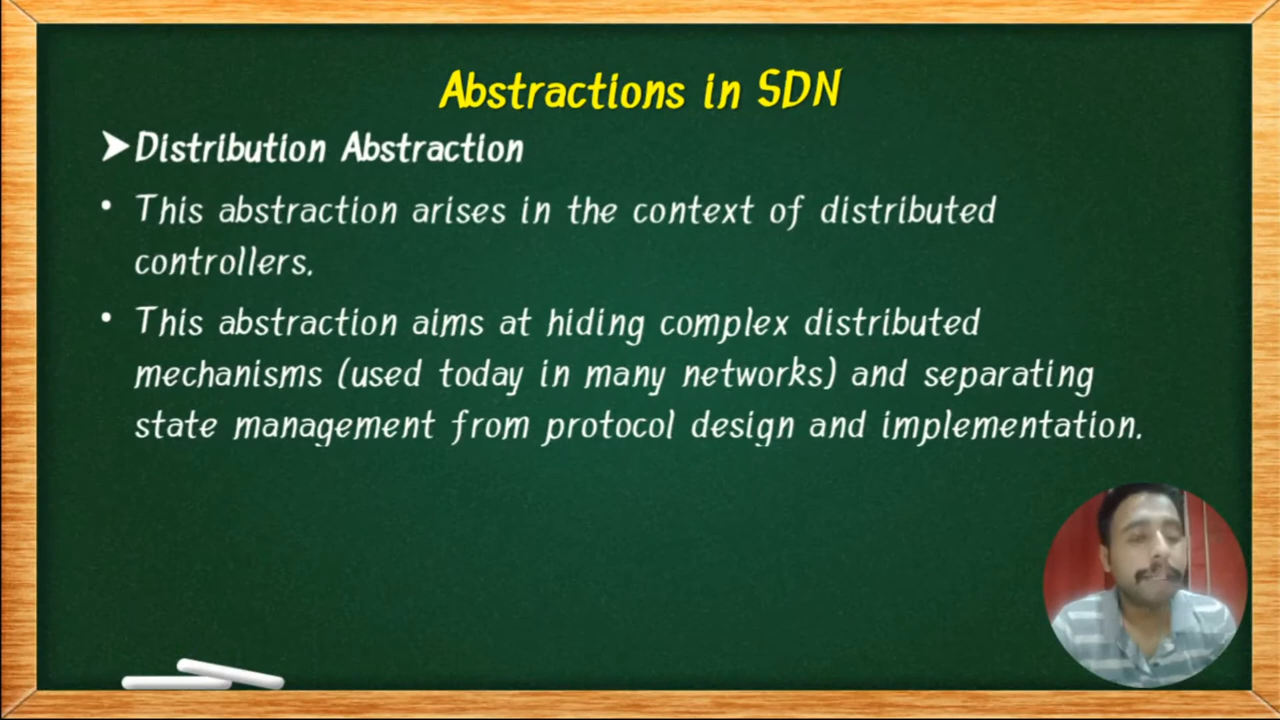 Abstractions in SDN
➤Distribution Abstraction
• This abstraction arises in the context of distributed
controllers.
• This abstraction aims at hiding complex distributed
mechanisms (used today in many networks) and separating
state management from protocol design and implementation.